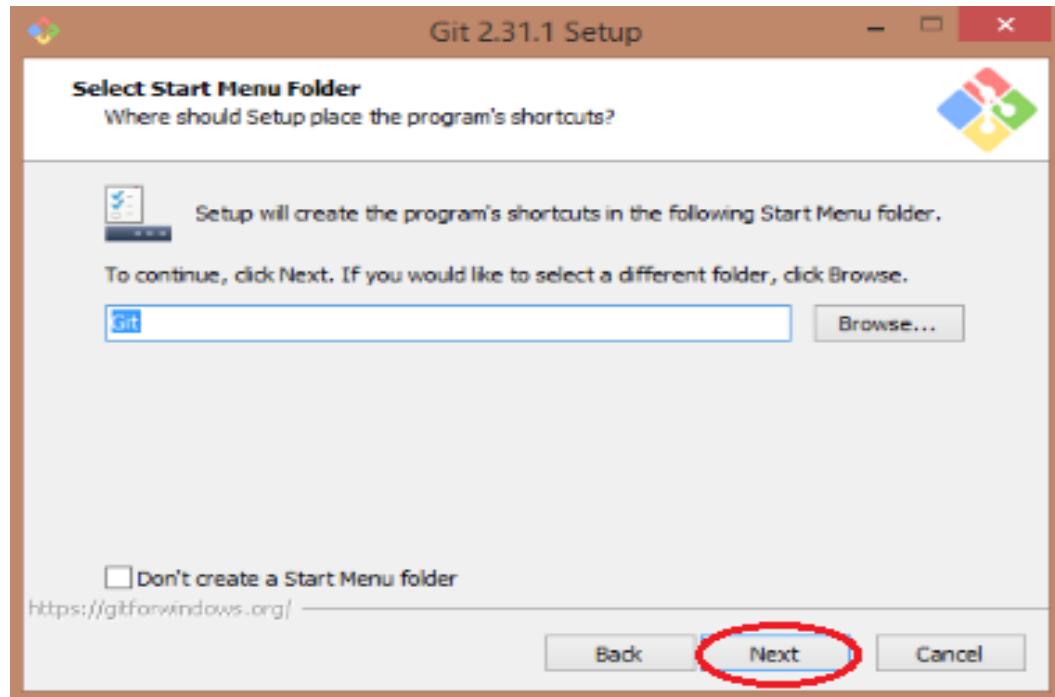 Git 2.31.1 Setup
Select Start Menu Folder
Where should Setup place the program's shortcuts?
Setup will create the program's shortcuts in the following Start Menu folder.
To continue, click Next. If you would like to select a different folder, click Browse.
Git
Browse...
Don't create a Start Menu folder
https://gitforwindows.org/
Back
Next
Cancel